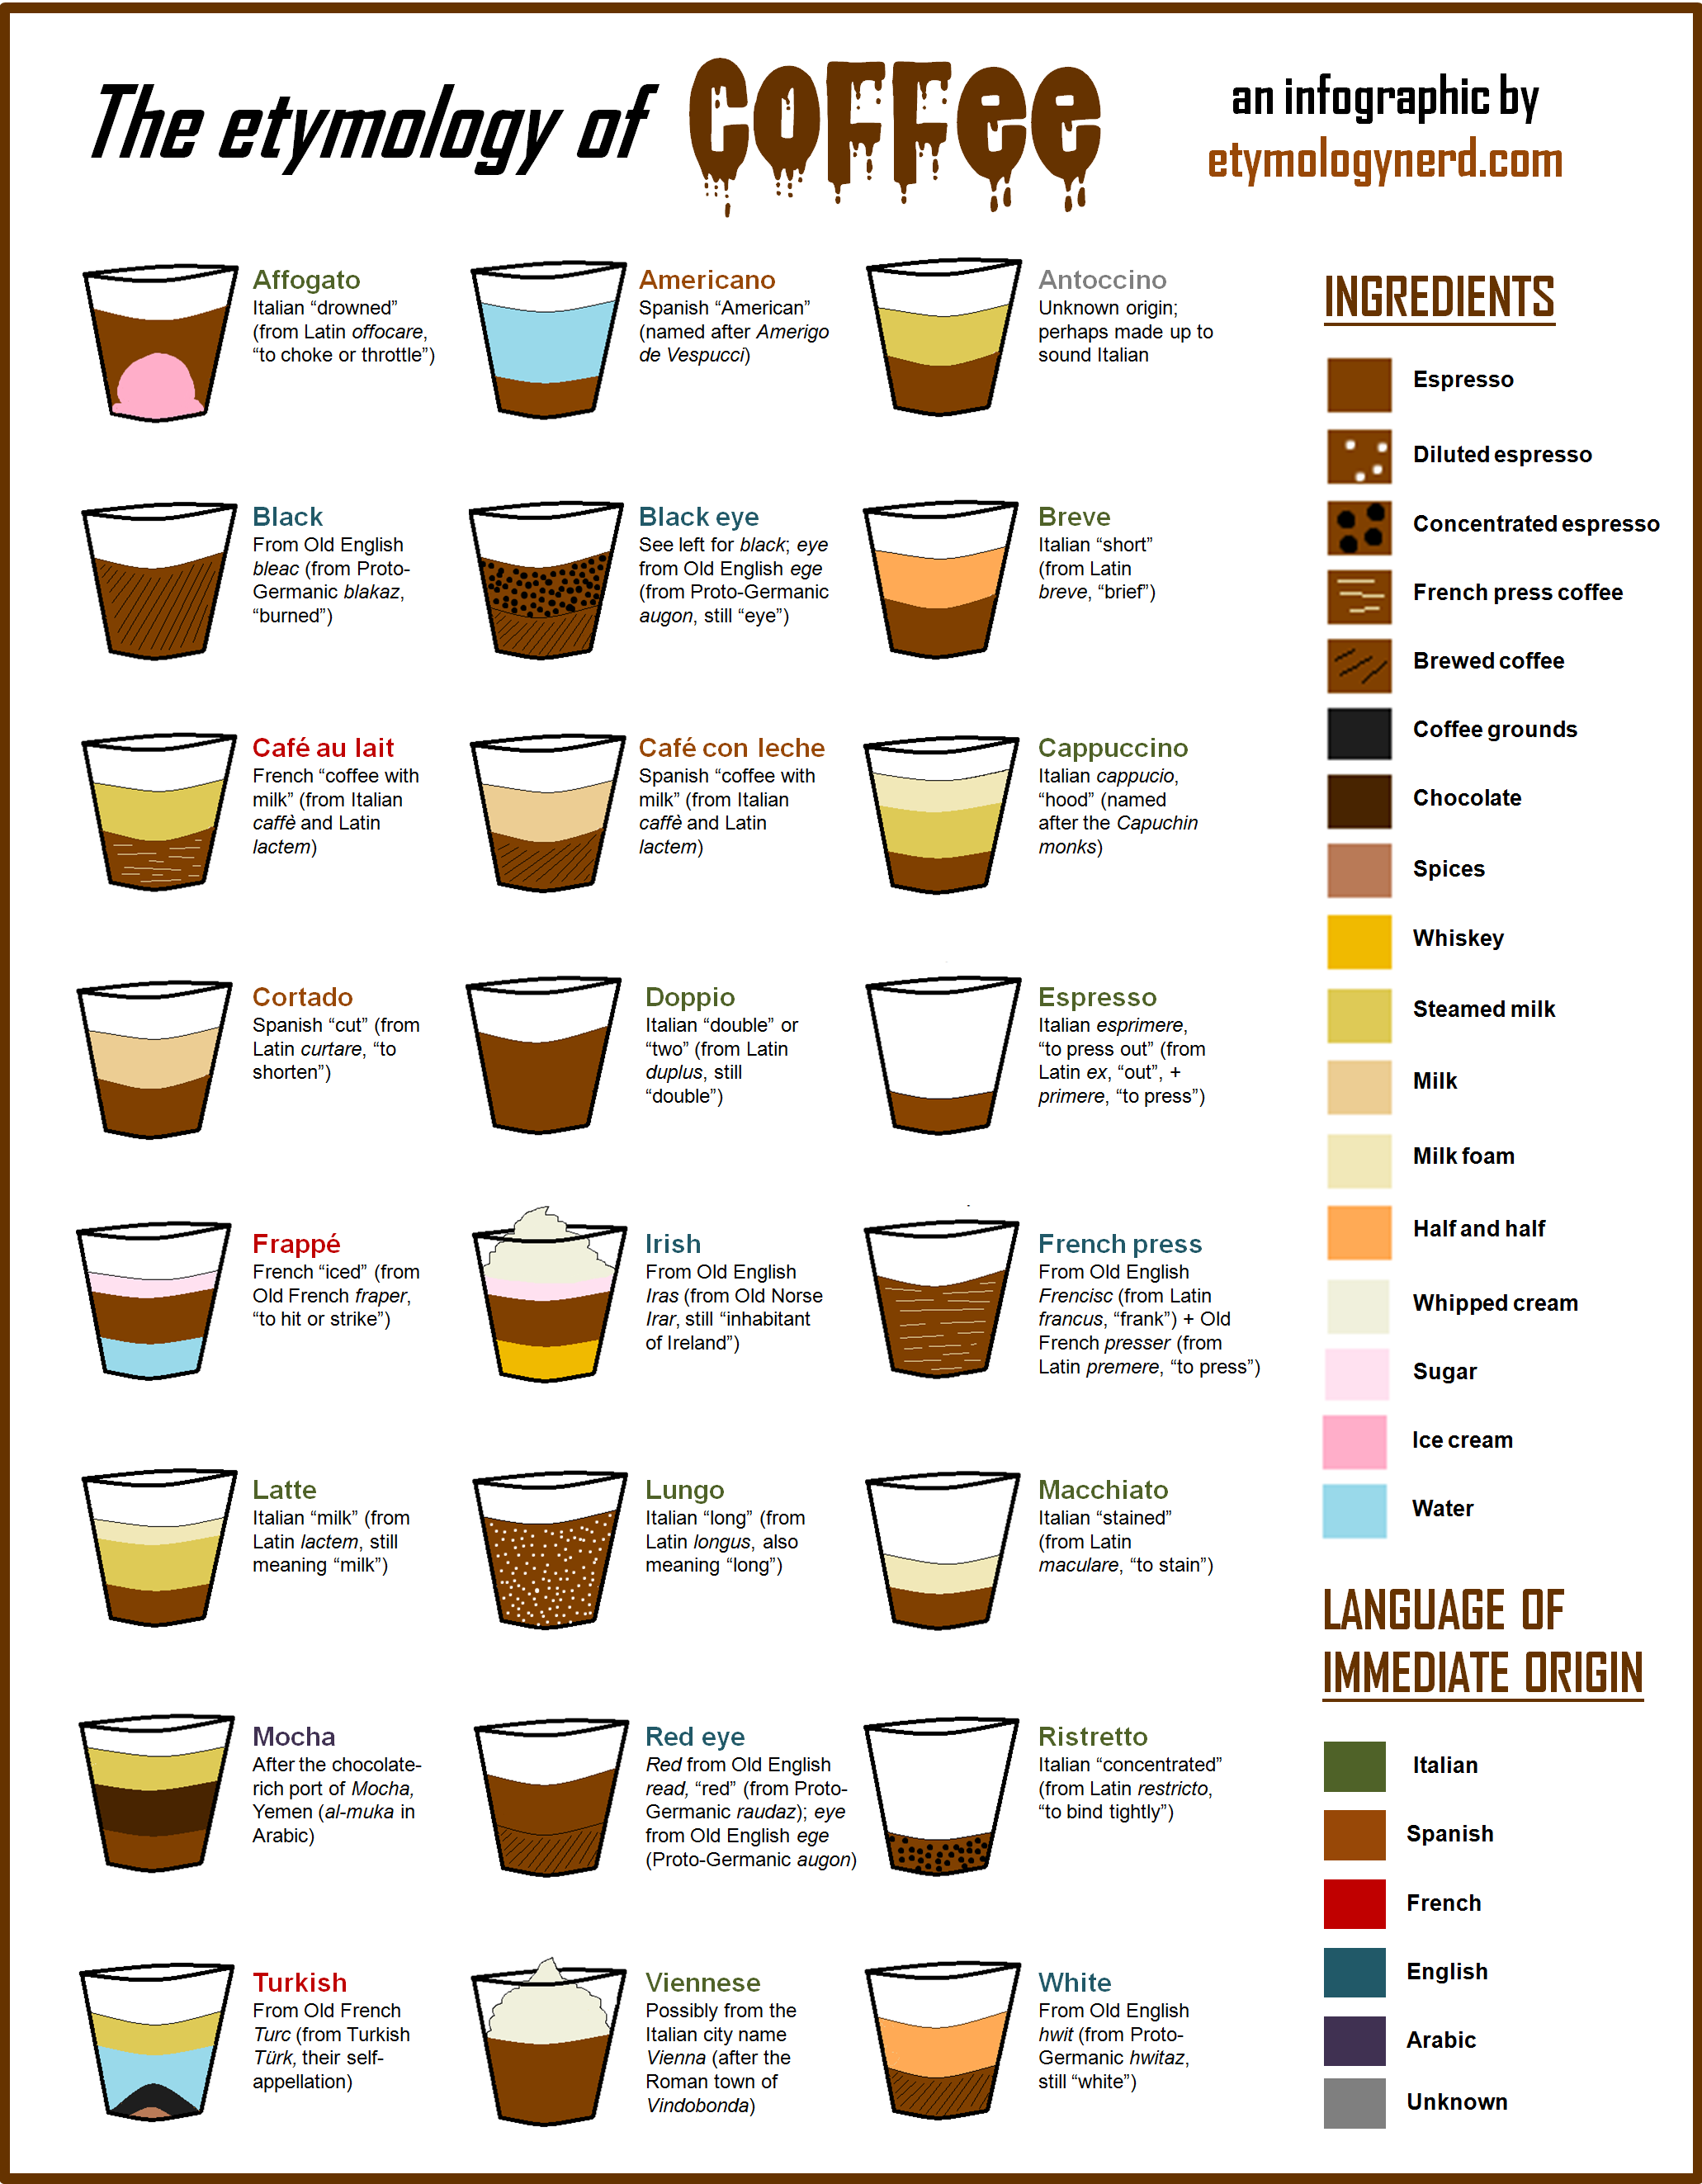 The etymology of COFFee
an infographic by
etymologynerd.com
Affogato
Italian “drowned”
(from Latin offocare,
“to choke or throttle”)
Americano
Spanish “American”
(named after Amerigo
de Vespucci)
Antoccino
Unknown origin;
perhaps made up to
sound Italian
Black
From Old English
bleac (from Proto-
Germanic blakaz,
“burned”)
Black eye
See left for black; eye
from Old English ege
(from Proto-Germanic
augon, still “eye”)
Breve
Italian “short”
(from Latin
breve, “brief”)
Café au lait
French “coffee with
milk” (from Italian
caffè and Latin
lactem)
Café con leche
Spanish “coffee with
milk” (from Italian
caffè and Latin
lactem)
Cappuccino
Italian cappucio,
“hood” (named
after the Capuchin
monks)
Cortado
Spanish “cut” (from
Latin curtare, “to
shorten”)
Doppio
Italian “double” or
“two” (from Latin
duplus, still
“double”)
Espresso
Italian esprimere,
“to press out” (from
Latin ex, “out”, +
primere, “to press”)
Frappé
French “iced” (from
Old French fraper,
“to hit or strike”)
Irish
From Old English
Iras (from Old Norse
Irar, still “inhabitant
of Ireland”)
French press
From Old English
Frencisc (from Latin
francus, “frank”) + Old
French presser (from
Latin premere, “to press”)
Latte
Italian “milk” (from
Latin lactem, still
meaning “milk”)
Lungo
Italian “long” (from
Latin longus, also
meaning “long”)
Macchiato
Italian “stained”
(from Latin
maculare, “to stain”)
Mocha
After the chocolate-
rich port of Mocha,
Yemen (al-muka in
Arabic)
Red eye
Red from Old English
read, “red” (from Proto-
Germanic raudaz); eye
from Old English ege
(Proto-Germanic augon)
Ristretto
Italian “concentrated”
(from Latin restricto,
“to bind tightly”)
Turkish
From Old French
Turc (from Turkish
Türk, their self-
appellation)
Viennese
Possibly from the
Italian city name
Vienna (after the
Roman town of
Vindobonda)
White
From Old English
hwit (from Proto-
Germanic hwitaz,
still “white”)
INGREDIENTS
Espresso
Diluted espresso
Concentrated espresso
French press coffee
Brewed coffee
Coffee grounds
Chocolate
Spices
Whiskey
Steamed milk
Milk
Milk foam
Half and half
Whipped cream
Sugar
Ice cream
Water
LANGUAGE OF
IMMEDIATE ORIGIN
Italian
Spanish
French
English
Arabic
Unknown